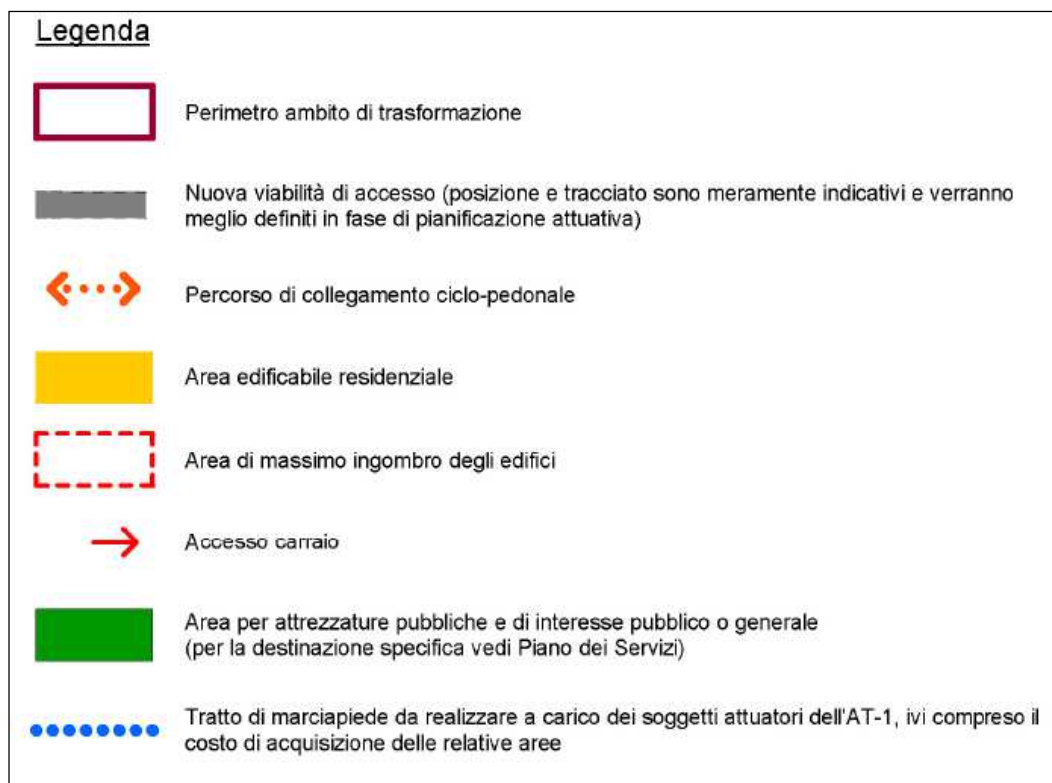 Legenda
Perimetro ambito di trasformazione
Nuova viabilità di accesso (posizione e tracciato sono meramente indicativi e verranno
meglio definiti in fase di pianificazione attuativa)
Percorso di collegamento ciclo-pedonale
Area edificabile residenziale
Area di massimo ingombro degli edifici
Accesso carraio
Area per attrezzature pubbliche e di interesse pubblico o generale
(per la destinazione specifica vedi Piano dei Servizi)
Tratto di marciapiede da realizzare a carico dei soggetti attuatori dell'AT-1, ivi compreso il
costo di acquisizione delle relative aree